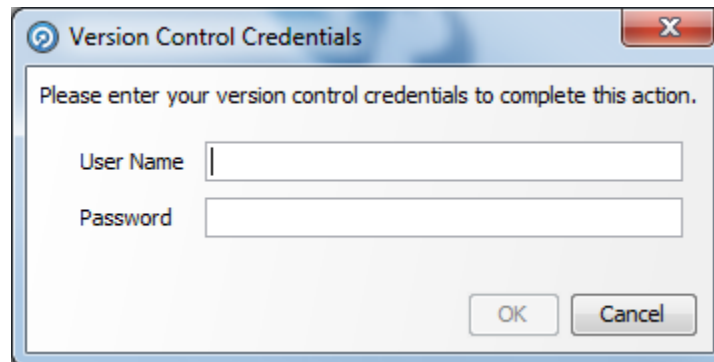 Version Control Credentials
Please enter your version control credentials to complete this action.
User Name
Password
OK Cancel